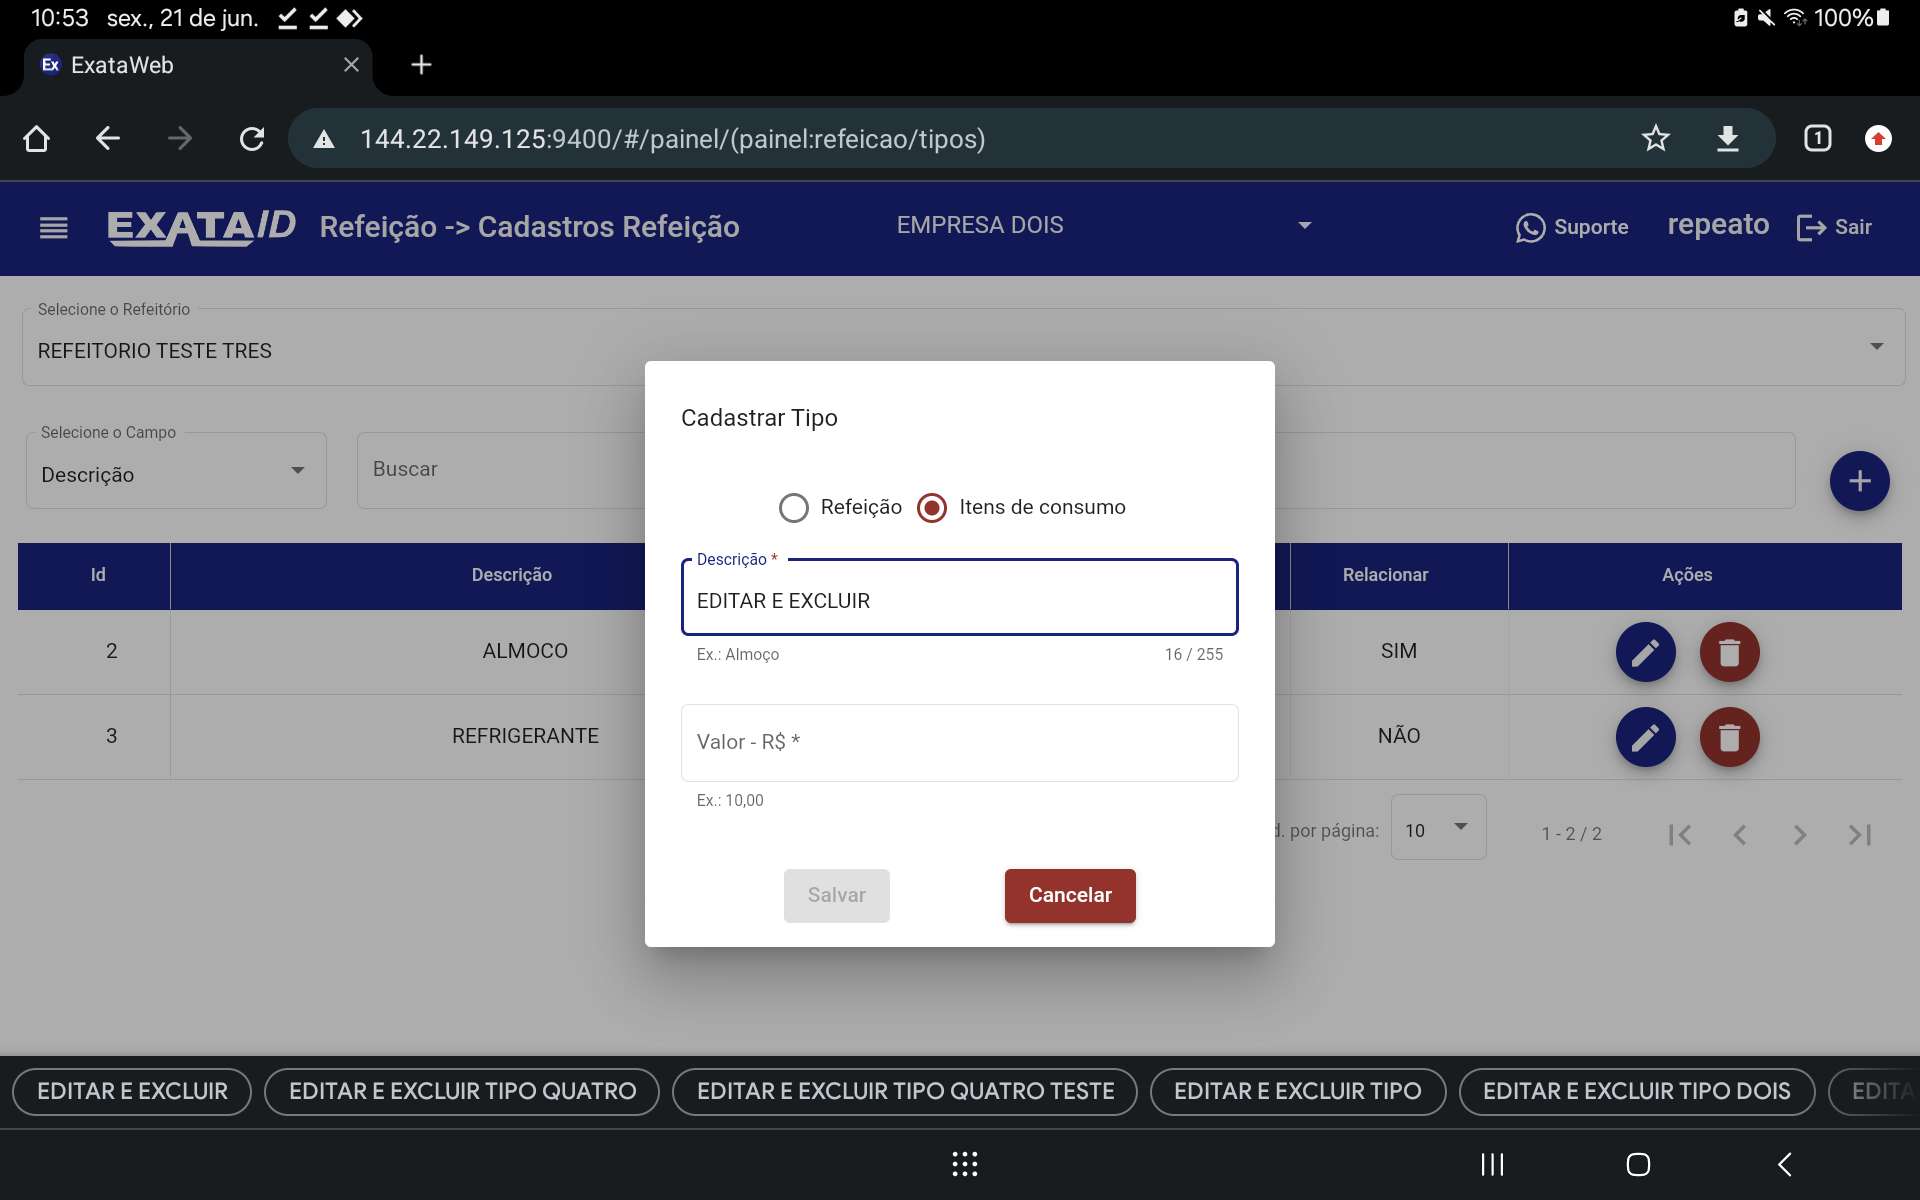 10:53 sex., 21 de jun. 100%
Ex ExataWeb
144.22.149.125:9400/#/painel/(painel:refeicao/tipos) 1
EXATAID Refeição -> Cadastros Refeição EMPRESA DOIS Suporte repeato Sair
Selecione o Refeitório
REFEITORIO TESTE TRES
Selecione o Campo
Descrição
Buscar
Id Descrição Relacionar Ações
2 ALMOCO SIM
3 REFRIGERANTE NÃO
d. por página: 10 1 - 2 / 2
Cadastrar Tipo
Refeição Itens de consumo
Descrição *
EDITAR E EXCLUIR
Ex.: Almoço 16 / 255
Valor - R$ *
Ex.: 10,00
Salvar Cancelar
EDITAR E EXCLUIR EDITAR E EXCLUIR TIPO QUATRO EDITAR E EXCLUIR TIPO QUATRO TESTE EDITAR E EXCLUIR TIPO EDITAR E EXCLUIR TIPO DOIS EDITA